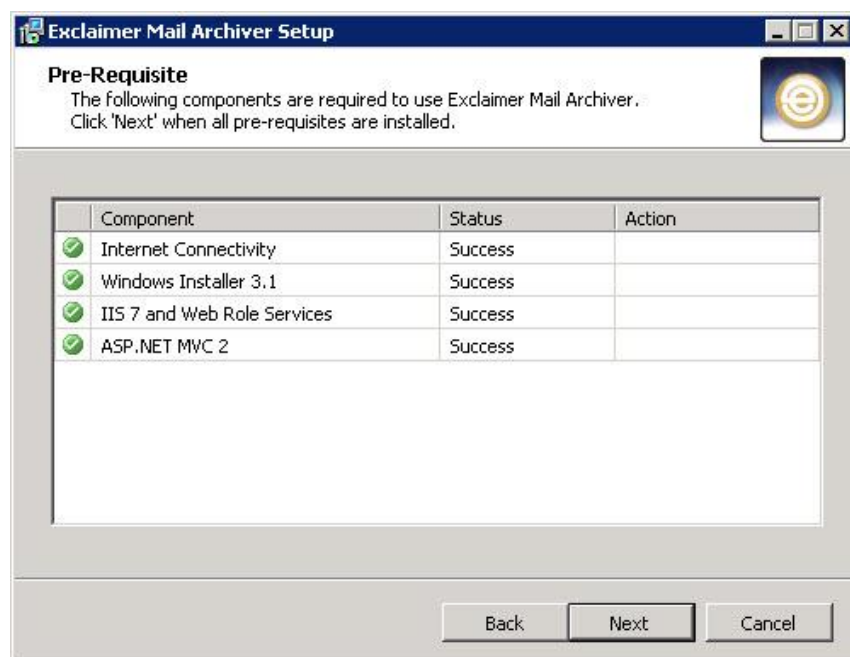 Exclaimer Mail Archiver Setup
Pre-Requisite
The following components are required to use Exclaimer Mail Archiver.
Click 'Next' when all pre-requisites are installed.
Component Status Action
Internet Connectivity Success
Windows Installer 3.1 Success
IIS 7 and Web Role Services Success
ASP.NET MVC 2 Success
Back Next Cancel